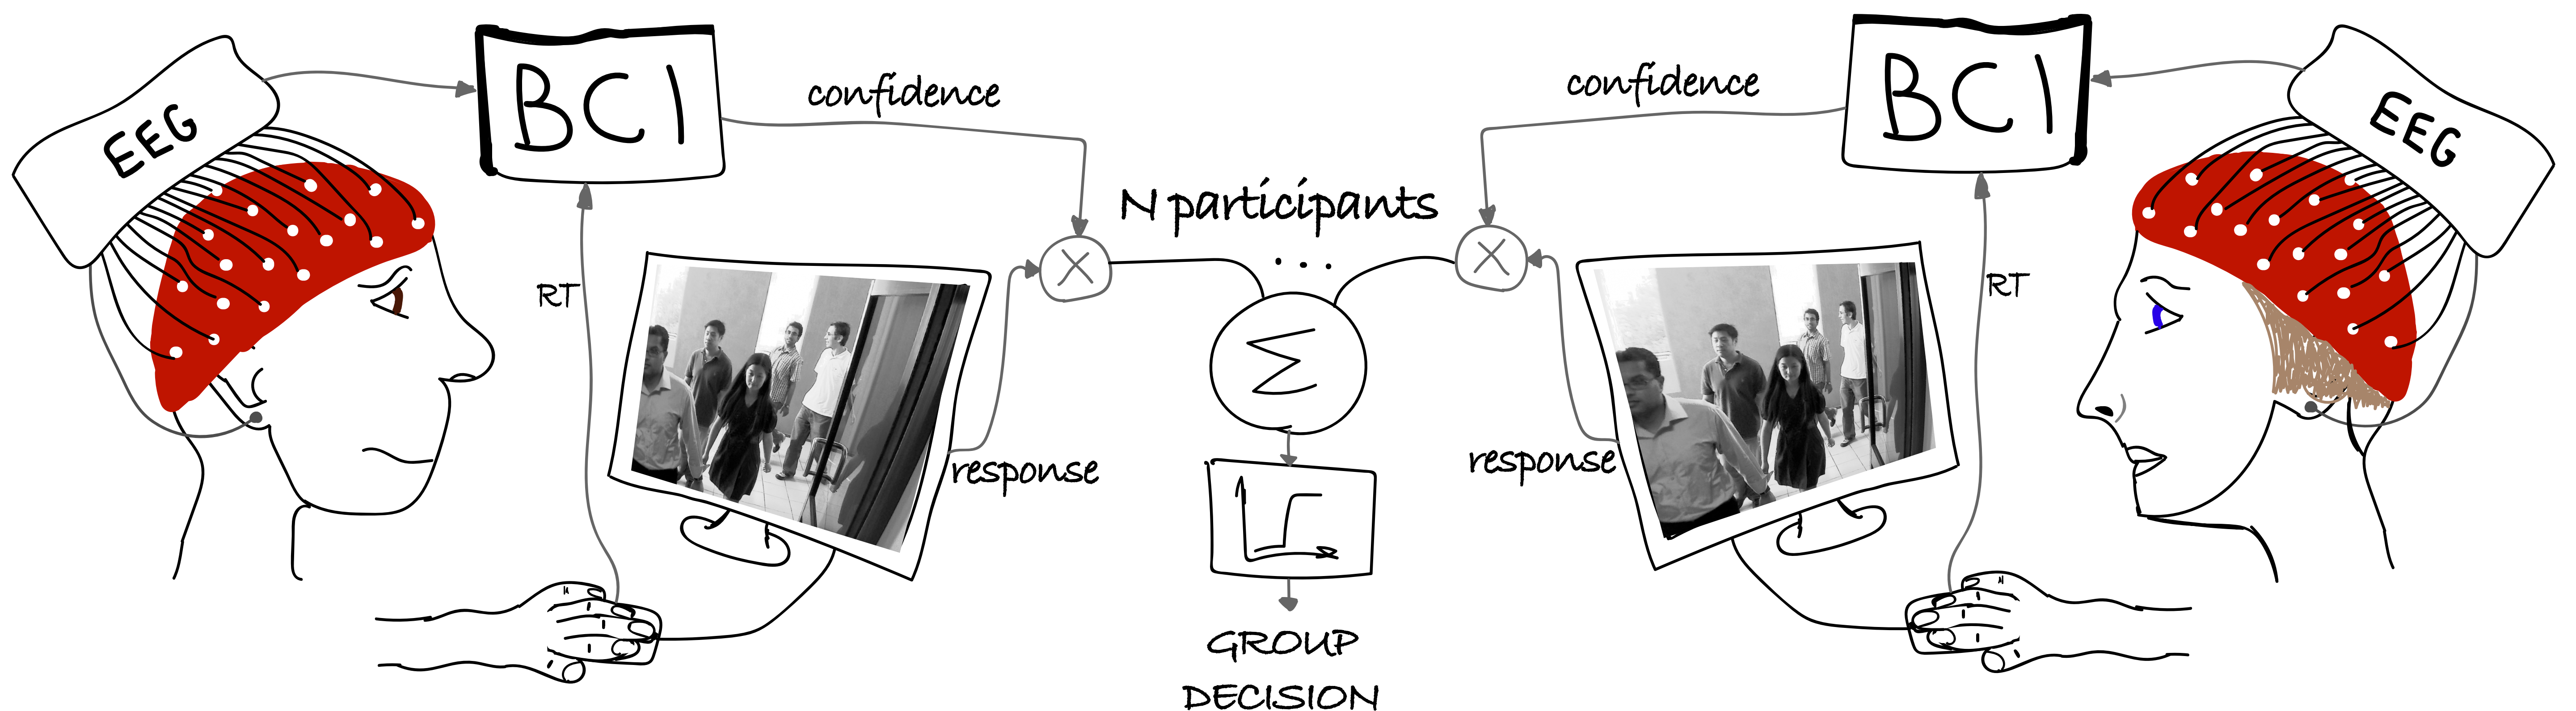 EEG
BCI
confidence
RT
response
N participants
...
Σ
confidence
BCI
EEG
RT
response
GROUP
DECISION